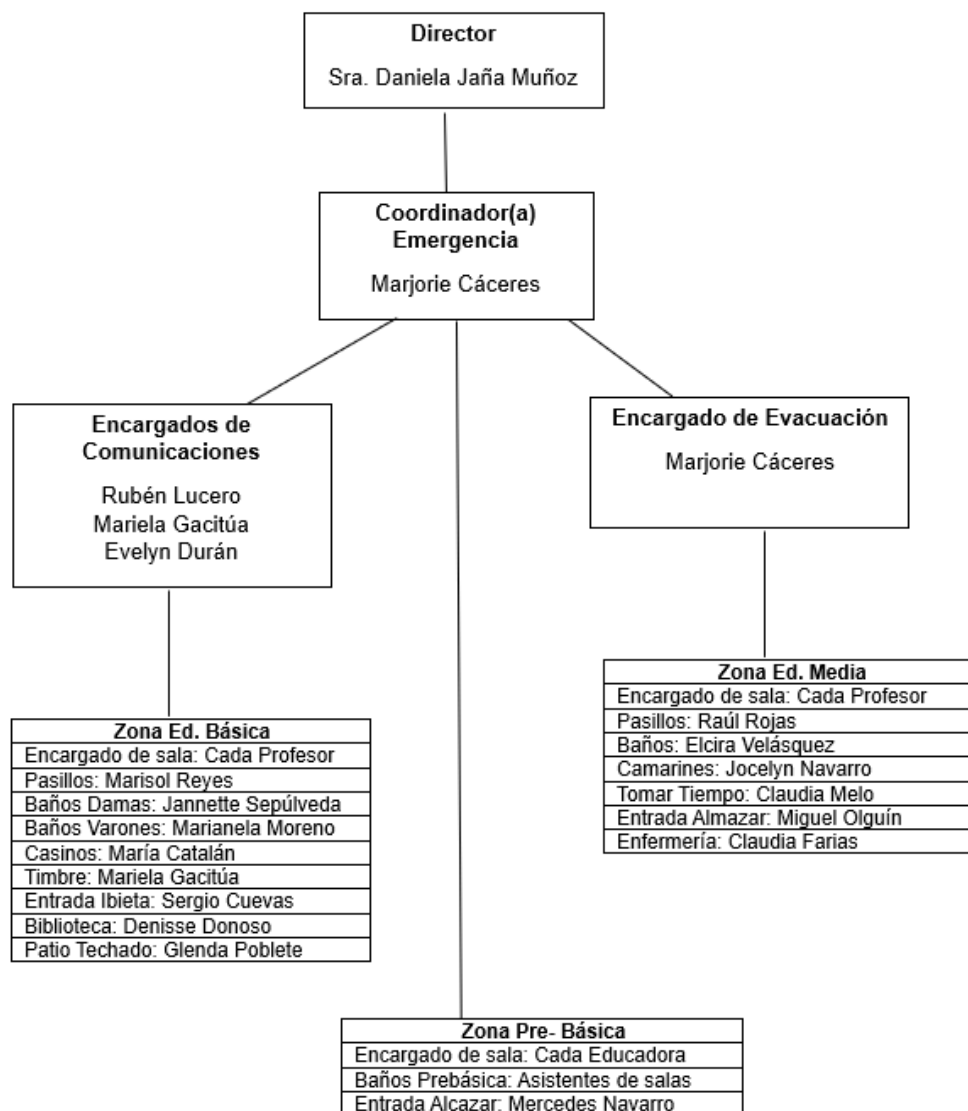 Director
Sra. Daniela Jaña Muñoz
Coordinador(a)
Emergencia
Marjorie Cáceres
Encargados de
Comunicaciones
Rubén Lucero
Mariela Gacitúa
Evelyn Durán
Encargado de Evacuación
Marjorie Cáceres
Zona Ed. Básica
Encargado de sala: Cada Profesor
Pasillos: Marisol Reyes
Baños Damas: Jannette Sepúlveda
Baños Varones: Marianela Moreno
Casinos: María Catalán
Timbre: Mariela Gacitúa
Entrada Ibieta: Sergio Cuevas
Biblioteca: Denisse Donoso
Patio Techado: Glenda Poblete
Zona Ed. Media
Encargado de sala: Cada Profesor
Pasillos: Raúl Rojas
Baños: Elcira Velásquez
Camarines: Jocelyn Navarro
Tomar Tiempo: Claudia Melo
Entrada Almazar: Miguel Olguín
Enfermería: Claudia Farias
Zona Pre- Básica
Encargado de sala: Cada Educadora
Baños Prebásica: Asistentes de salas
Entrada Alcazar: Mercedes Navarro